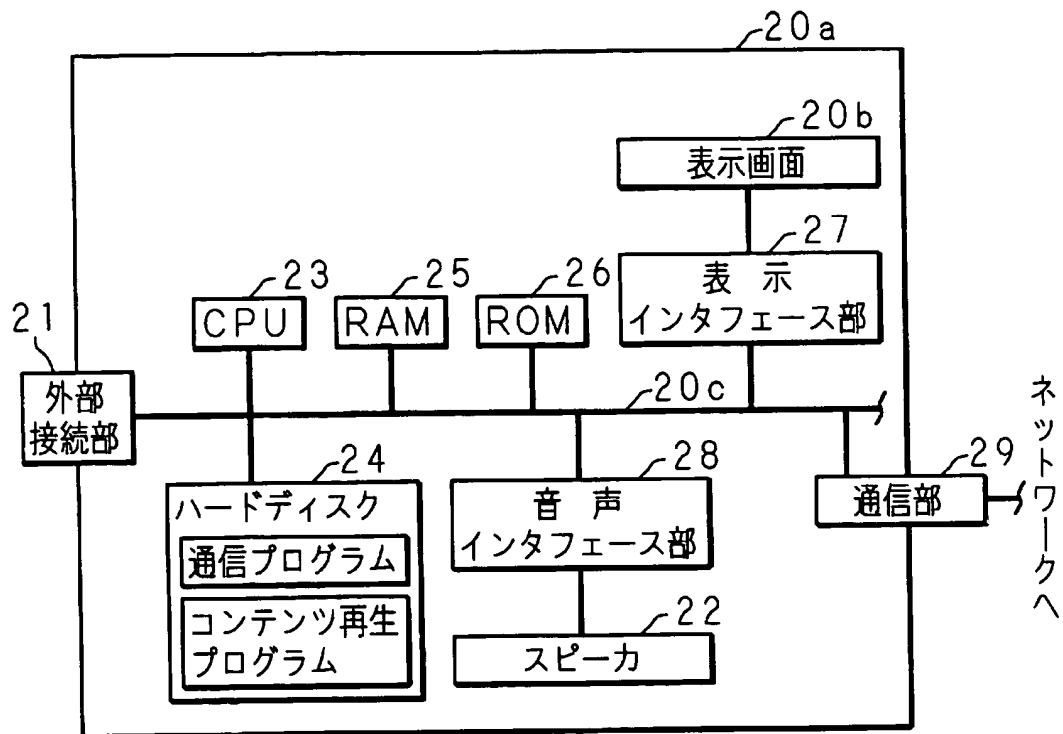 20a
20b
表示画面
27
表 示
インタフェース部
23
CPU
25
RAM
26
ROM
21
外部
接続部
20c
24
ハードディスク
通信プログラム
コンテンツ再生
プログラム
28
音 声
インタフェース部
22
スピーカ
29
通信部
ネットワークへ